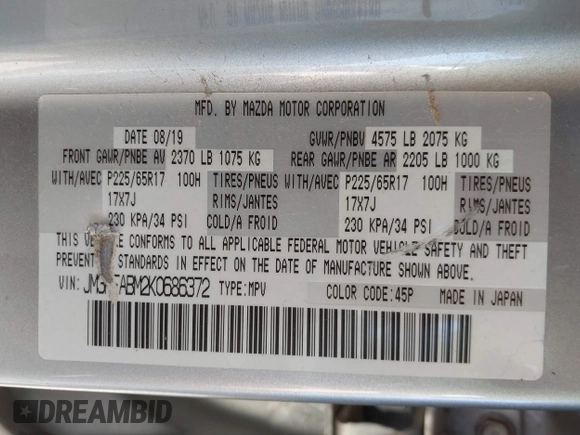 MFD. BY MAZDA MOTOR CORPORATION
DATE 08/19 GVWR/PNBV 4575 LB 2075 KG
FRONT GAWR/PNBE AV 2370 LB 1075 KG REAR GAWR/PNBE AR 2205 LB 1000 KG
WITH/AVEC P225/65R17 100H TIRES/PNEUS WITH/AVEC P225/65R17 100H TIRES/PNEUS
17X7J RIMS/JANTES 17X7J RIMS/JANTES
230 KPA/34 PSI COLD/A FROID 230 KPA/34 PSI COLD/A FROID
THIS VEHICLE CONFORMS TO ALL APPLICABLE FEDERAL MOTOR VEHICLE SAFETY AND THEFT
PREVENT STANDARDS IN EFFECT ON THE DATE OF MANUFACTURE SHOWN ABOVE.
VIN: TYPE:MPV COLOR CODE:45P MADE IN JAPAN
DREAMBID